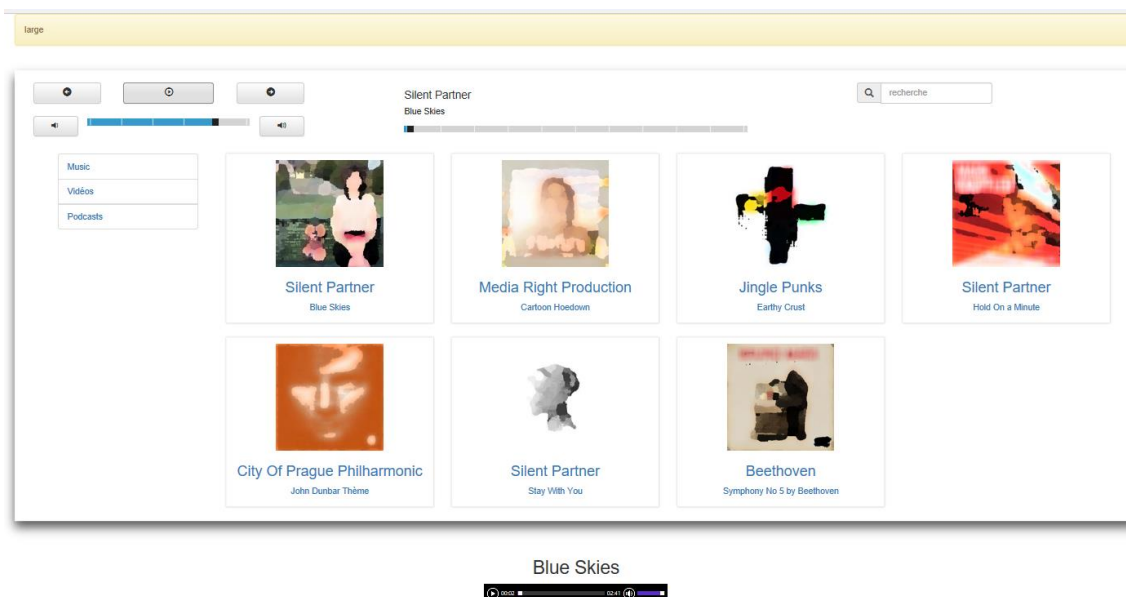 large
Silent Partner
Blue Skies
recherche
Music
Vidéos
Podcasts
Silent Partner
Blue Skies
Media Right Production
Cartoon Hoedown
Jingle Punks
Earthy Crust
Silent Partner
Hold On a Minute
City Of Prague Philharmonic
John Dunbar Thème
Silent Partner
Stay With You
Beethoven
Symphony No 5 by Beethoven
Blue Skies
00:02 02:41